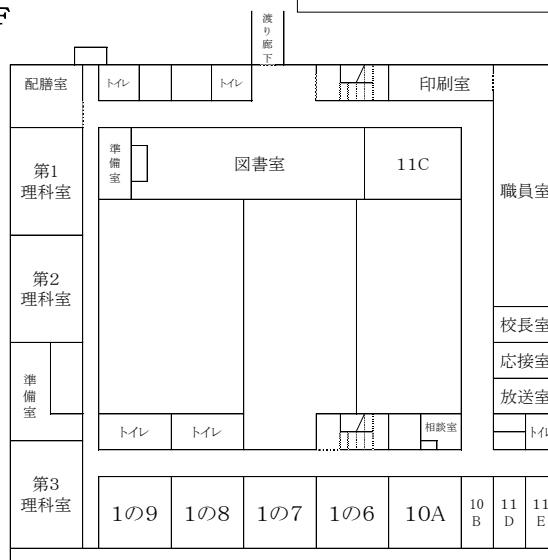 F
渡り廊下
配膳室
トイレ
トイレ
印刷室
準備室
図書室
11C
第1
理科室
職員室
第2
理科室
校長室
応接室
放送室
準備室
トイレ
トイレ
相談室
トイレ
第3
理科室
1の9
1の8
1の7
1の6
10A
10
B
11
D
11
E